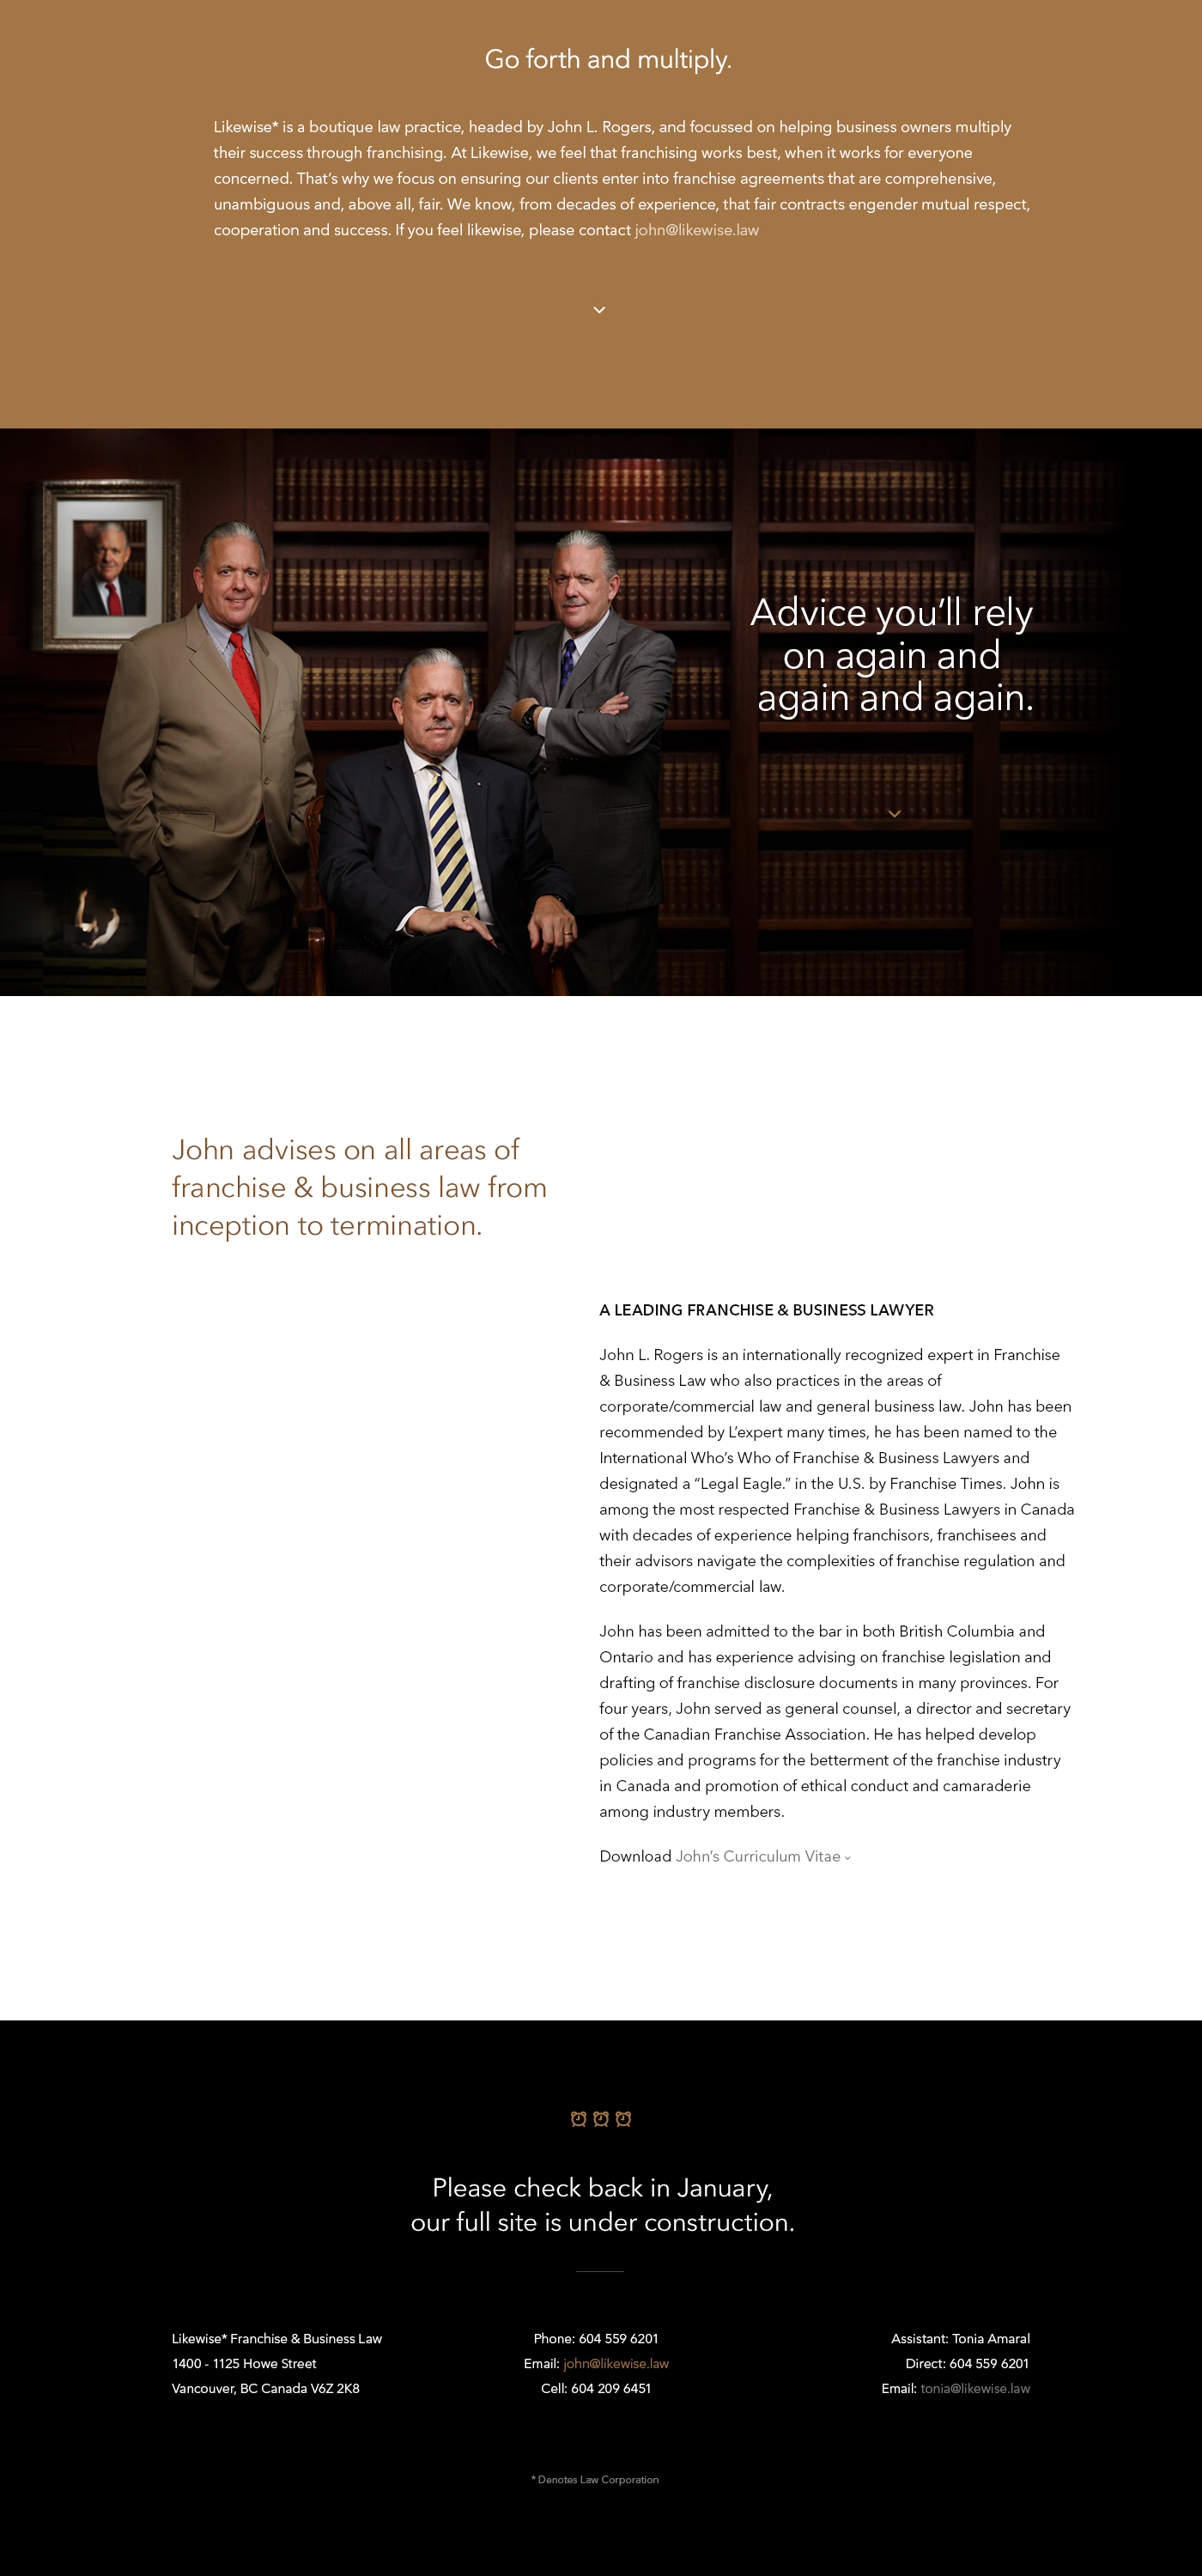 Go forth and multiply.
Likewise* is a boutique law practice, headed by John L. Rogers, and focussed on helping business owners multiply
their success through franchising. At Likewise, we feel that franchising works best, when it works for everyone
concerned. That’s why we focus on ensuring our clients enter into franchise agreements that are comprehensive,
unambiguous and, above all, fair. We know, from decades of experience, that fair contracts engender mutual respect,
cooperation and success. If you feel likewise, please contact john@likewise.law
Advice you’ll rely
on again and
again and again.
John advises on all areas of
franchise & business law from
inception to termination.
A LEADING FRANCHISE & BUSINESS LAWYER
John L. Rogers is an internationally recognized expert in Franchise
& Business Law who also practices in the areas of
corporate/commercial law and general business law. John has been
recommended by L’expert many times, he has been named to the
International Who’s Who of Franchise & Business Lawyers and
designated a “Legal Eagle.” in the U.S. by Franchise Times. John is
among the most respected Franchise & Business Lawyers in Canada
with decades of experience helping franchisors, franchisees and
their advisors navigate the complexities of franchise regulation and
corporate/commercial law.
John has been admitted to the bar in both British Columbia and
Ontario and has experience advising on franchise legislation and
drafting of franchise disclosure documents in many provinces. For
four years, John served as general counsel, a director and secretary
of the Canadian Franchise Association. He has helped develop
policies and programs for the betterment of the franchise industry
in Canada and promotion of ethical conduct and camaraderie
among industry members.
Download John’s Curriculum Vitae
Please check back in January,
our full site is under construction.
Likewise* Franchise & Business Law
1400 - 1125 Howe Street
Vancouver, BC Canada V6Z 2K8
Phone: 604 559 6201
Email: john@likewise.law
Cell: 604 209 6451
Assistant: Tonia Amaral
Direct: 604 559 6201
Email: tonia@likewise.law
* Denotes Law Corporation